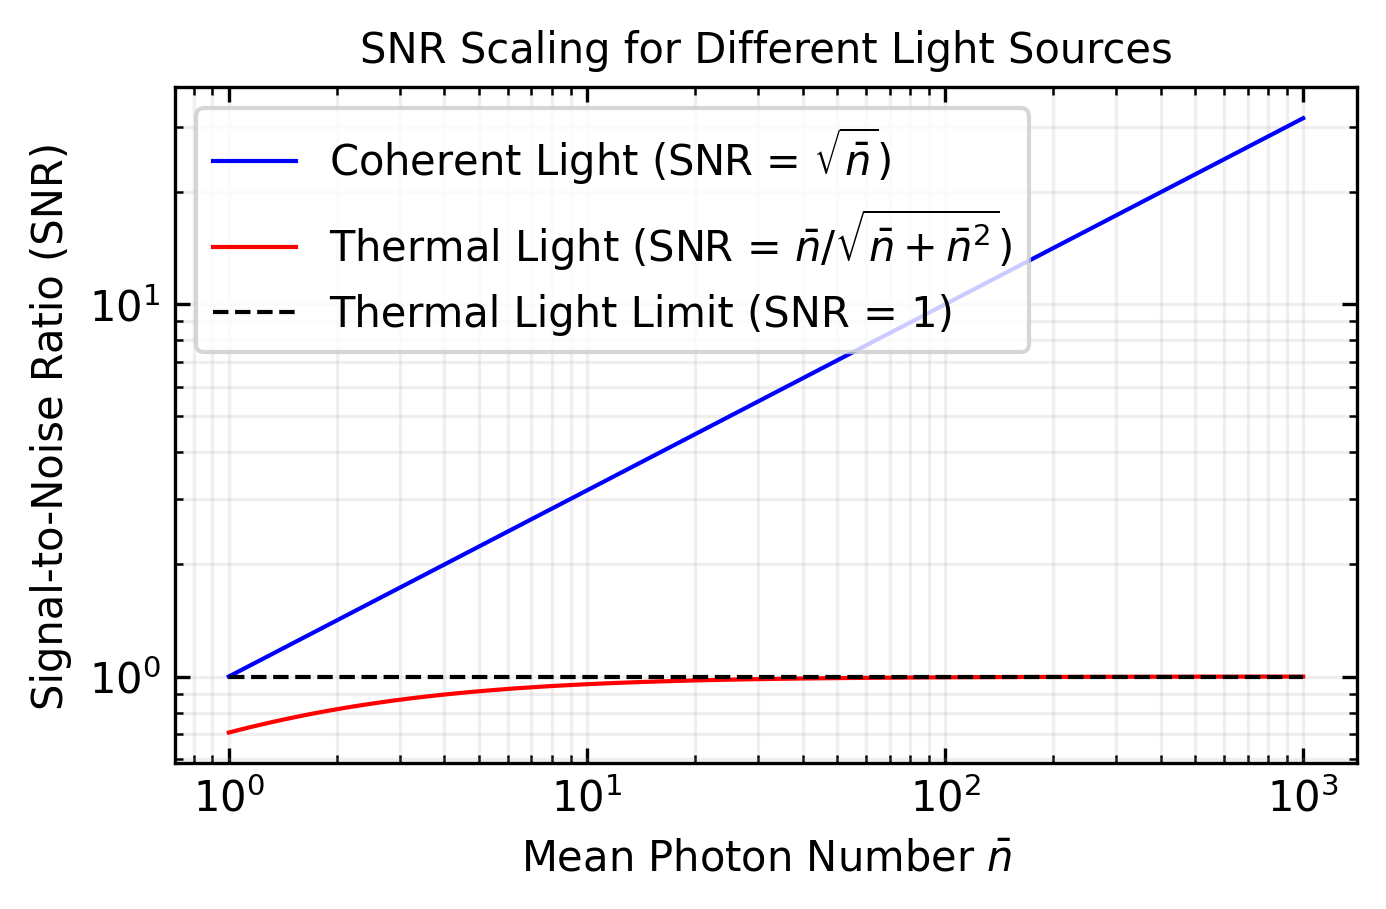 SNR Scaling for Different Light Sources
Signal-to-Noise Ratio (SNR)
Coherent Light (SNR = √n̄)
Thermal Light (SNR = n̄/√n̄ + n̄²)
Thermal Light Limit (SNR = 1)
10¹
10⁰
10⁰ 10¹ 10² 10³
Mean Photon Number n̄